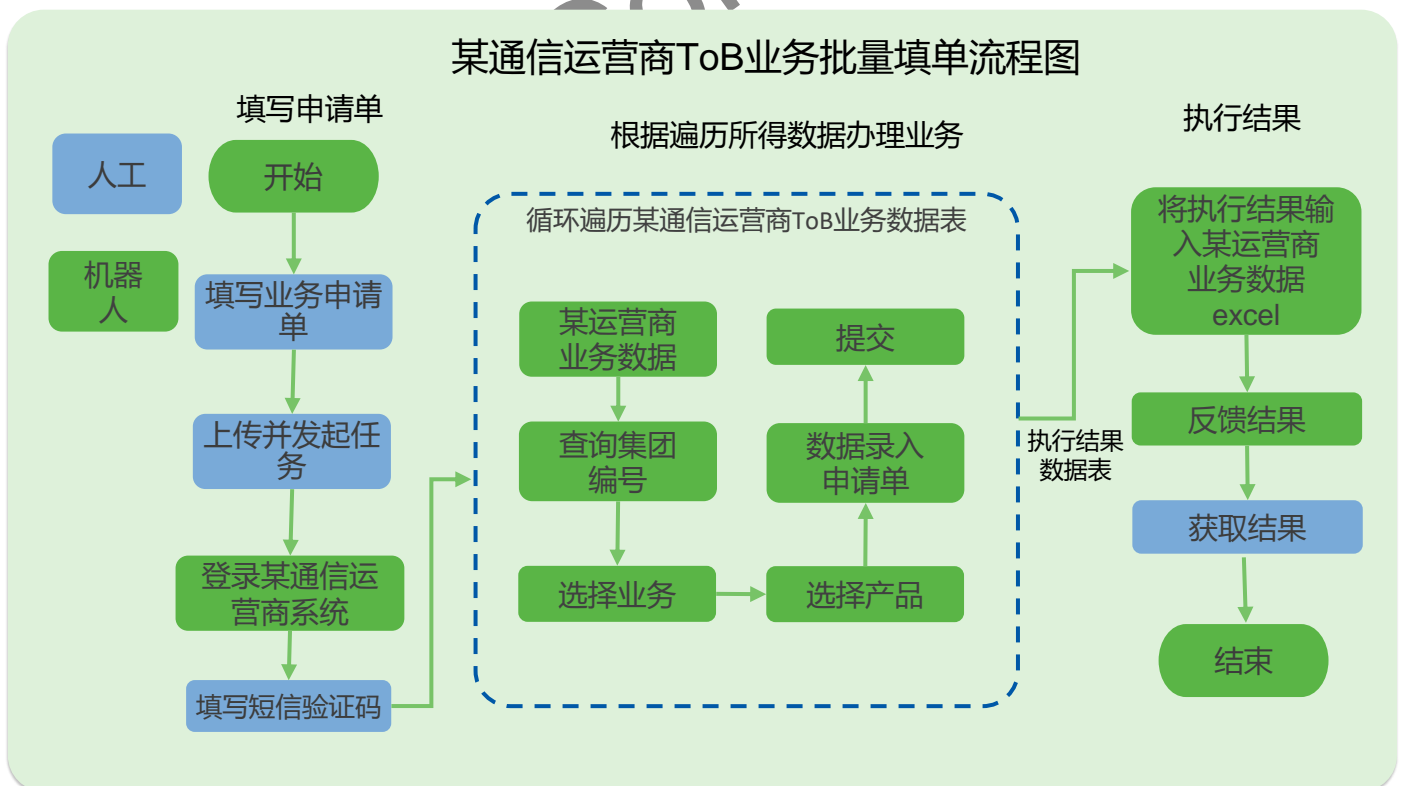 某通信运营商ToB业务批量填单流程图
填写申请单
人工
开始
机器
人
填写业务申请
单
上传并发起任
务
登录某通信运
营商系统
填写短信验证码
根据遍历所得数据办理业务
循环遍历某通信运营商ToB业务数据表
某运营商
业务数据
查询集团
编号
选择业务
选择产品
数据录入
申请单
提交
执行结果
数据表
执行结果
将执行结果输
入某运营商
业务数据
excel
反馈结果
获取结果
结束